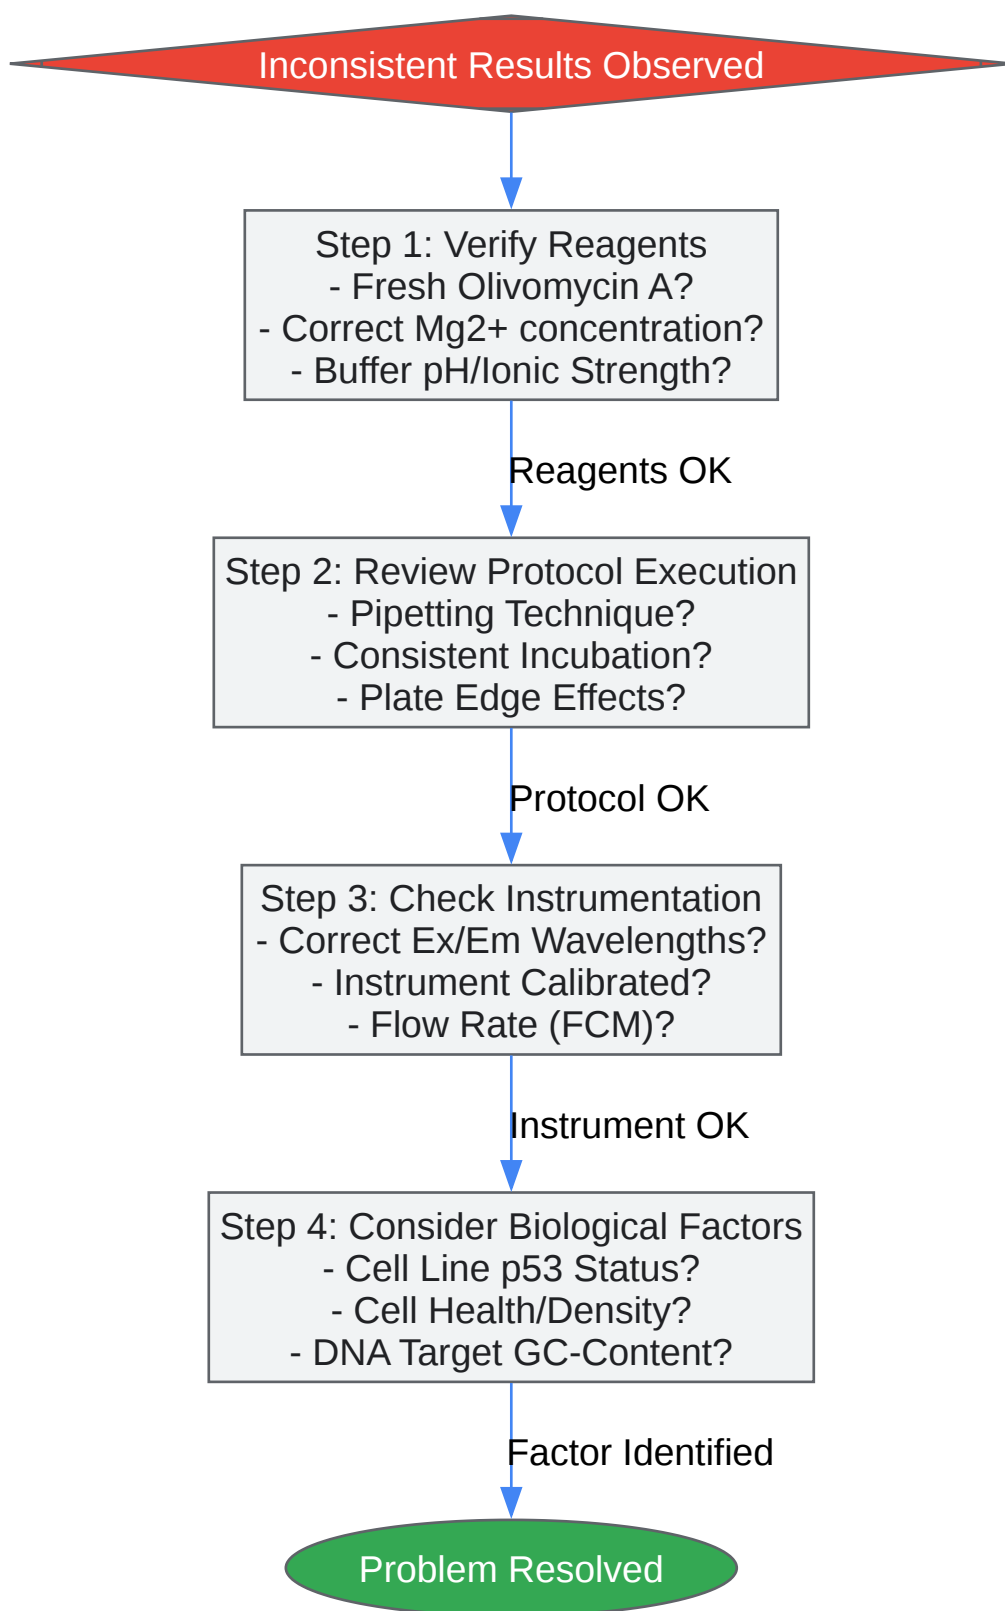 Inconsistent Results Observed
Step 1: Verify Reagents
- Fresh Olivomycin A?
- Correct Mg2+ concentration?
- Buffer pH/Ionic Strength?
Reagents OK
Step 2: Review Protocol Execution
- Pipetting Technique?
- Consistent Incubation?
- Plate Edge Effects?
Protocol OK
Step 3: Check Instrumentation
- Correct Ex/Em Wavelengths?
- Instrument Calibrated?
- Flow Rate (FCM)?
Instrument OK
Step 4: Consider Biological Factors
- Cell Line p53 Status?
- Cell Health/Density?
- DNA Target GC-Content?
Factor Identified
Problem Resolved